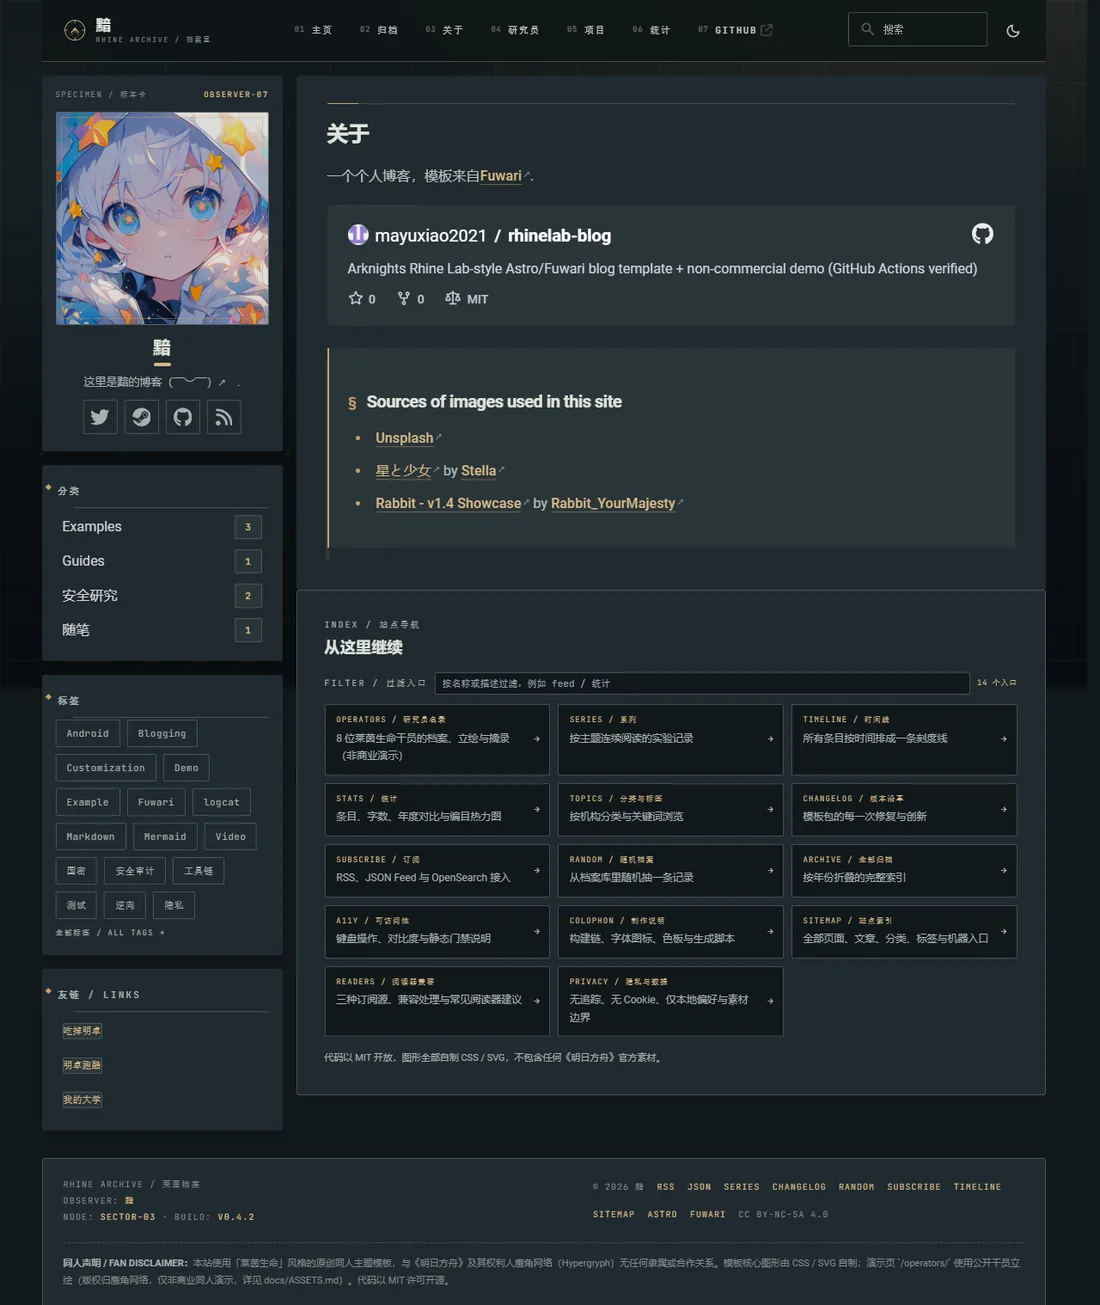 黯
RHINE ARCHIVE / 档案室
01 主页
02 归档
03 关于
04 研究员
05 项目
06 统计
07 GITHUB
搜索
SPECIMEN / 标本卡
OBSERVER-07
黯
这里是黯的博客（￣︶￣）↗ .
分类
Examples 3
Guides 1
安全研究 2
随笔 1
标签
Android
Blogging
Customization
Demo
Example
Fuwari
logcat
Markdown
Mermaid
Video
国密
安全审计
工具链
测试
逆向
隐私
全部标签 / ALL TAGS →
友链 / LINKS
吃掉明卓
明卓跑酷
我的大学
关于
一个个人博客，模板来自Fuwari↗.
mayuxiao2021 / rhinelab-blog
Arknights Rhine Lab-style Astro/Fuwari blog template + non-commercial demo (GitHub Actions verified)
0
0
MIT
§ Sources of images used in this site
Unsplash↗
星と少女↗ by Stella↗
Rabbit - v1.4 Showcase↗ by Rabbit_YourMajesty↗
INDEX / 站点导航
从这里继续
FILTER / 过滤入口
按名称或描述过滤，例如 feed / 统计
14 个入口
OPERATORS / 研究员名录
8 位莱茵生命干员的档案、立绘与摘录
（非商业演示）
→
SERIES / 系列
按主题连续阅读的实验记录
→
TIMELINE / 时间线
所有条目按时间排成一条刻度线
→
STATS / 统计
条目、字数、年度对比与编目热力图
→
TOPICS / 分类与标签
按机构分类与关键词浏览
→
CHANGELOG / 版本沿革
模板包的每一次修复与创新
→
SUBSCRIBE / 订阅
RSS、JSON Feed 与 OpenSearch 接入
→
RANDOM / 随机档案
从档案库里随机抽一条记录
→
ARCHIVE / 全部归档
按年份折叠的完整索引
→
A11Y / 可访问性
键盘操作、对比度与静态门禁说明
→
COLOPHON / 制作说明
构建链、字体图标、色板与生成脚本
→
SITEMAP / 站点索引
全部页面、文章、分类、标签与机器入口
→
READERS / 阅读器兼容
三种订阅源、兼容处理与常见阅读器建议
→
PRIVACY / 隐私与数据
无追踪、无 Cookie、仅本地偏好与素材
边界
→
代码以 MIT 开放，图形全部自制 CSS / SVG，不包含任何《明日方舟》官方素材。
RHINE ARCHIVE / 莱茵档案
OBSERVER: 黯
NODE: SECTOR-03 · BUILD: V0.4.2
© 2026 黯 RSS JSON SERIES CHANGELOG RANDOM SUBSCRIBE TIMELINE
SITEMAP ASTRO FUWARI CC BY-NC-SA 4.0
同人声明 / FAN DISCLAIMER：本站使用「莱茵生命」风格的原创同人主题模板，与《明日方舟》及其权利人鹰角网络（Hypergryph）无任何隶属或合作关系。模板核心图形由 CSS / SVG 自制；演示页 `/operators/` 使用公开干员立
绘（版权归鹰角网络，仅非商业同人演示，详见 docs/ASSETS.md）。代码以 MIT 许可开源。